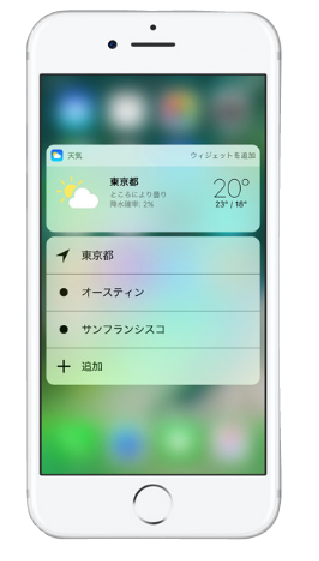 天気 ウィジェットを追加
東京都
20°
ところにより曇り
降水確率: 2%
23° / 16°
東京都
オースティン
サンフランシスコ
追加